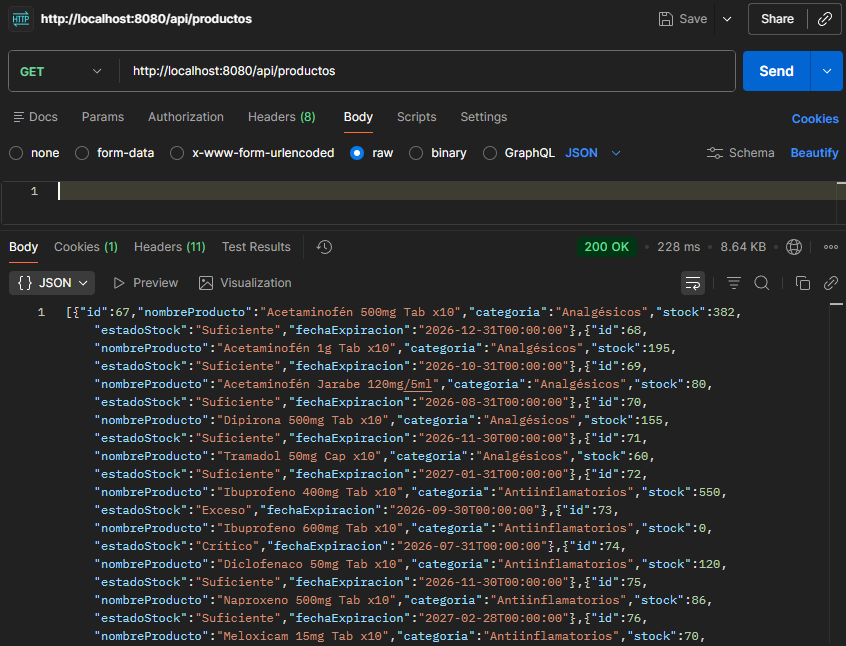 HTTP http://localhost:8080/api/productos Save Share
GET http://localhost:8080/api/productos Send
Docs Params Authorization Headers (8) Body Scripts Settings Cookies
none form-data x-www-form-urlencoded raw binary GraphQL JSON Schema Beautify
1
Body Cookies (1) Headers (11) Test Results 200 OK • 228 ms • 8.64 KB •
{} JSON Preview Visualization
1 [{"id":67,"nombreProducto":"Acetaminofén 500mg Tab x10","categoria":"Analgésicos","stock":382,
"estadoStock":"Suficiente","fechaExpiracion":"2026-12-31T00:00:00"},{"id":68,
"nombreProducto":"Acetaminofén 1g Tab x10","categoria":"Analgésicos","stock":195,
"estadoStock":"Suficiente","fechaExpiracion":"2026-10-31T00:00:00"},{"id":69,
"nombreProducto":"Acetaminofén Jarabe 120mg/5ml","categoria":"Analgésicos","stock":80,
"estadoStock":"Suficiente","fechaExpiracion":"2026-08-31T00:00:00"},{"id":70,
"nombreProducto":"Dipirona 500mg Tab x10","categoria":"Analgésicos","stock":155,
"estadoStock":"Suficiente","fechaExpiracion":"2026-11-30T00:00:00"},{"id":71,
"nombreProducto":"Tramadol 50mg Cap x10","categoria":"Analgésicos","stock":60,
"estadoStock":"Suficiente","fechaExpiracion":"2027-01-31T00:00:00"},{"id":72,
"nombreProducto":"Ibuprofeno 400mg Tab x10","categoria":"Antiinflamatorios","stock":550,
"estadoStock":"Exceso","fechaExpiracion":"2026-09-30T00:00:00"},{"id":73,
"nombreProducto":"Ibuprofeno 600mg Tab x10","categoria":"Antiinflamatorios","stock":0,
"estadoStock":"Crítico","fechaExpiracion":"2026-07-31T00:00:00"},{"id":74,
"nombreProducto":"Diclofenaco 50mg Tab x10","categoria":"Antiinflamatorios","stock":120,
"estadoStock":"Suficiente","fechaExpiracion":"2026-11-30T00:00:00"},{"id":75,
"nombreProducto":"Naproxeno 500mg Tab x10","categoria":"Antiinflamatorios","stock":86,
"estadoStock":"Suficiente","fechaExpiracion":"2027-02-28T00:00:00"},{"id":76,
"nombreProducto":"Meloxicam 15mg Tab x10","categoria":"Antiinflamatorios","stock":70,